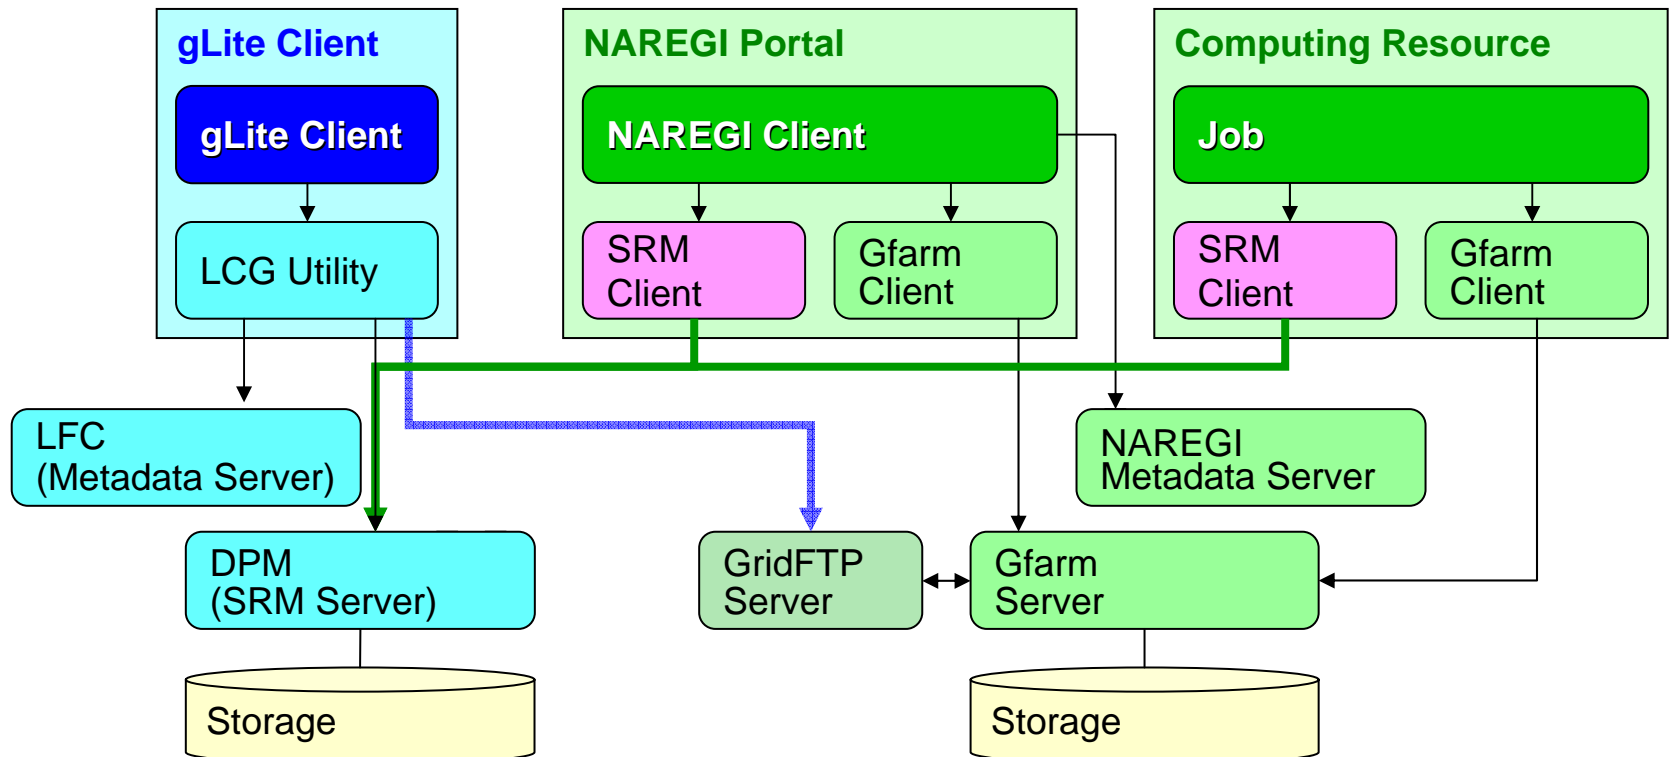 gLite Client
NAREGI Portal
Computing Resource
gLite Client
NAREGI Client
Job
LCG Utility
SRM
Client
Gfarm
Client
SRM
Client
Gfarm
Client
LFC
(Metadata Server)
NAREGI
Metadata Server
DPM
(SRM Server)
GridFTP
Server
Gfarm
Server
Storage
Storage